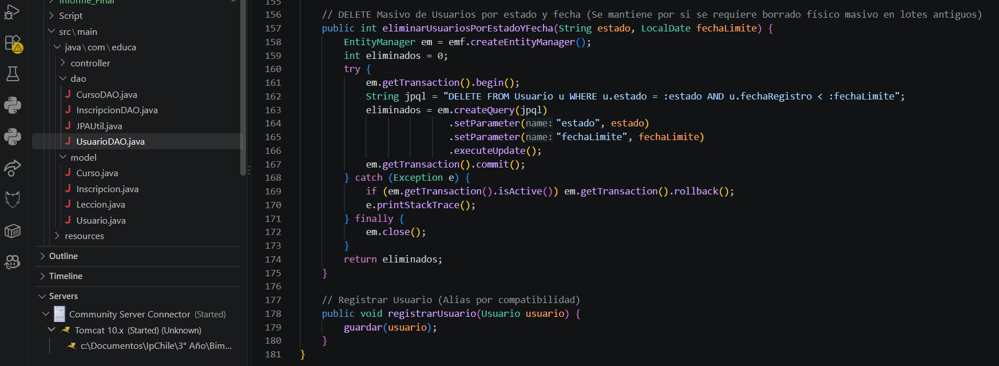 Informe_Final
Script
src\main
java\com\educa
controller
dao
CursoDAO.java
InscripcionDAO.java
JPAUtil.java
UsuarioDAO.java
model
Curso.java
Inscripcion.java
Leccion.java
Usuario.java
resources
Outline
Timeline
Servers
Community Server Connector (Started)
Tomcat 10.x (Started) (Unknown)
c:\Documentos\IpChile\3° Año\Bim...
155
156 // DELETE Masivo de Usuarios por estado y fecha (Se mantiene por si se requiere borrado físico masivo en lotes antiguos)
157 public int eliminarUsuariosPorEstadoYFecha(String estado, LocalDate fechaLimite) {
158 EntityManager em = emf.createEntityManager();
159 int eliminados = 0;
160 try {
161 em.getTransaction().begin();
162 String jpql = "DELETE FROM Usuario u WHERE u.estado = :estado AND u.fechaRegistro < :fechaLimite";
163 eliminados = em.createQuery(jpql)
164 .setParameter(name: "estado", estado)
165 .setParameter(name: "fechaLimite", fechaLimite)
166 .executeUpdate();
167 em.getTransaction().commit();
168 } catch (Exception e) {
169 if (em.getTransaction().isActive()) em.getTransaction().rollback();
170 e.printStackTrace();
171 } finally {
172 em.close();
173 }
174 return eliminados;
175 }
176
177 // Registrar Usuario (Alias por compatibilidad)
178 public void registrarUsuario(Usuario usuario) {
179 guardar(usuario);
180 }
181 }